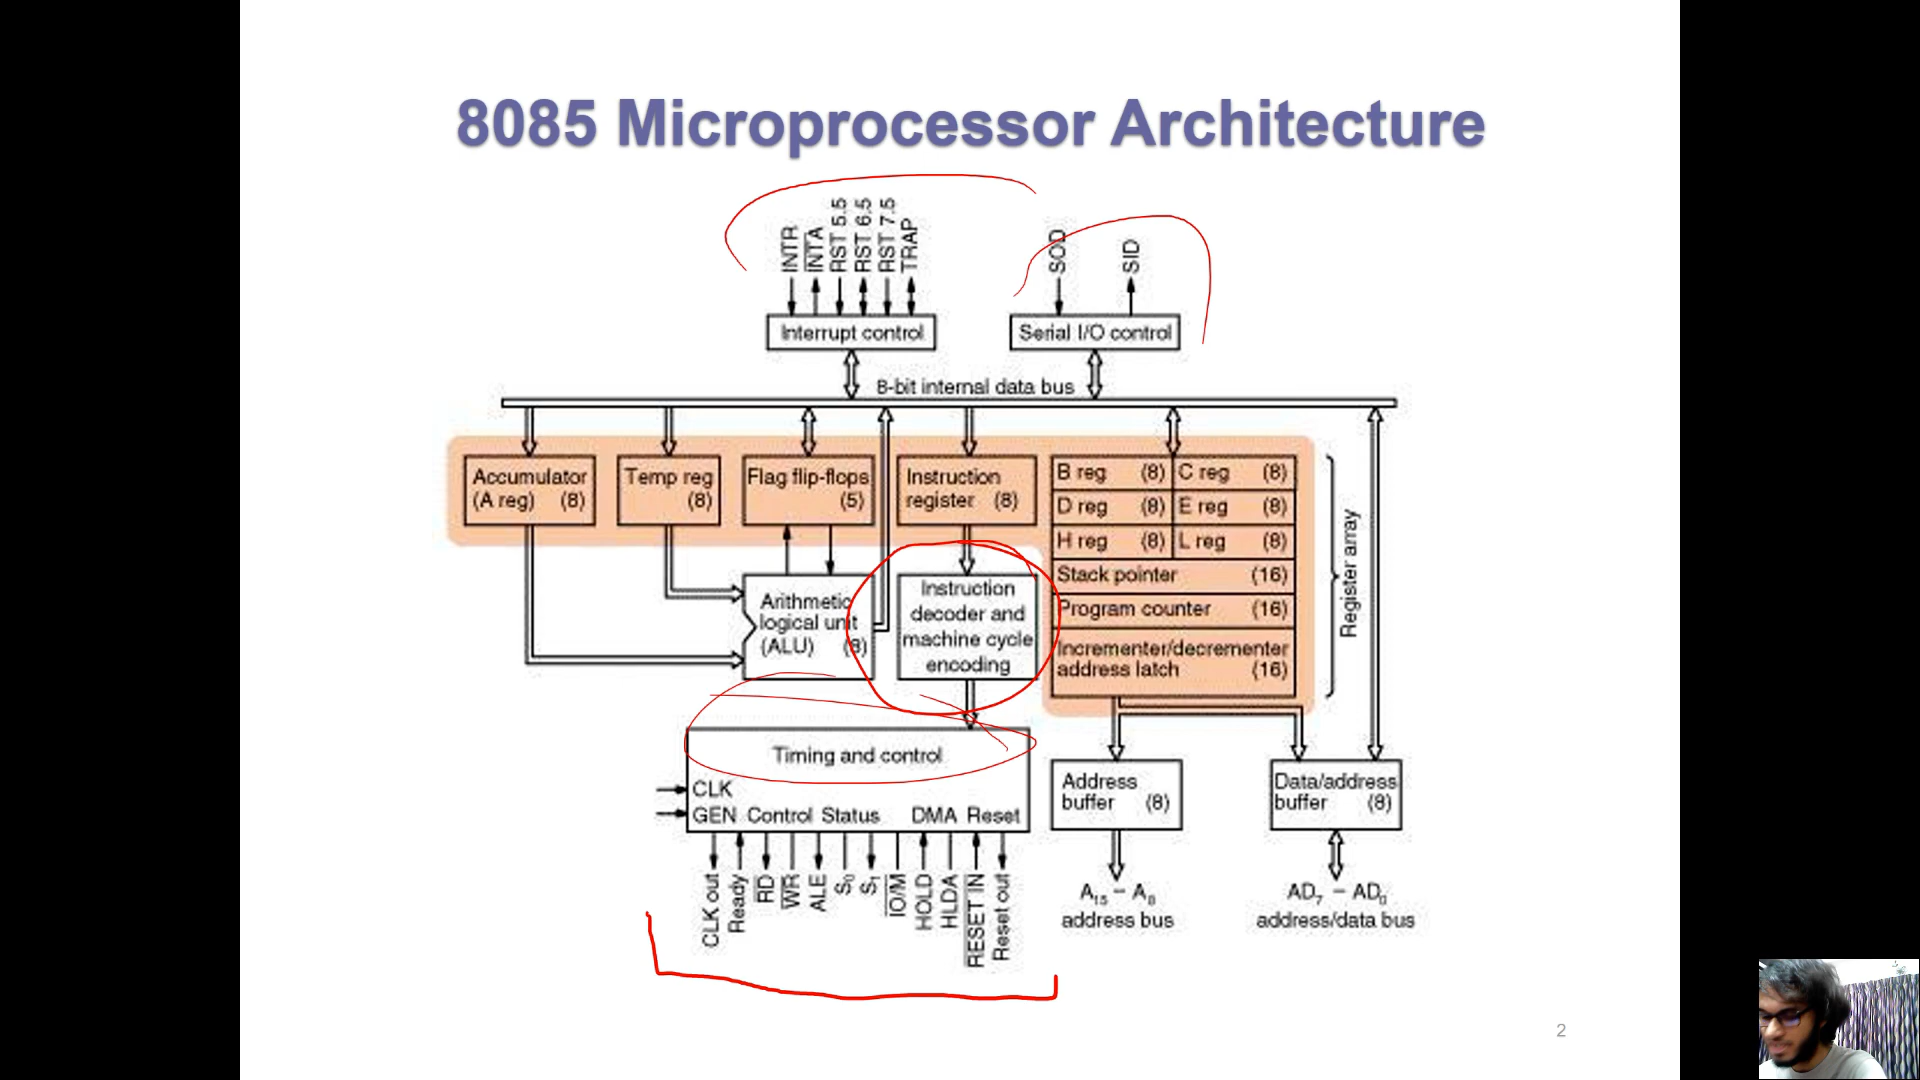 8085 Microprocessor Architecture
INTR
INTA
RST 5.5
RST 6.5
RST 7.5
TRAP
SOD
SID
Interrupt control
Serial I/O control
8-bit internal data bus
Accumulator
(A reg) (8)
Temp reg
(8)
Flag flip-flops
(5)
Instruction
register (8)
B reg (8) C reg (8)
D reg (8) E reg (8)
H reg (8) L reg (8)
Stack pointer (16)
Program counter (16)
Incrementer/decrementer
address latch (16)
Register array
Arithmetic
logical unit
(ALU) (8)
Instruction
decoder and
machine cycle
encoding
Timing and control
CLK
GEN Control Status DMA Reset
CLK out
Ready
RD
WR
ALE
S0
S1
IO/M
HOLD
HLDA
RESET IN
Reset out
Address
buffer (8)
Data/address
buffer (8)
A15 – A8
address bus
AD7 – AD0
address/data bus
2